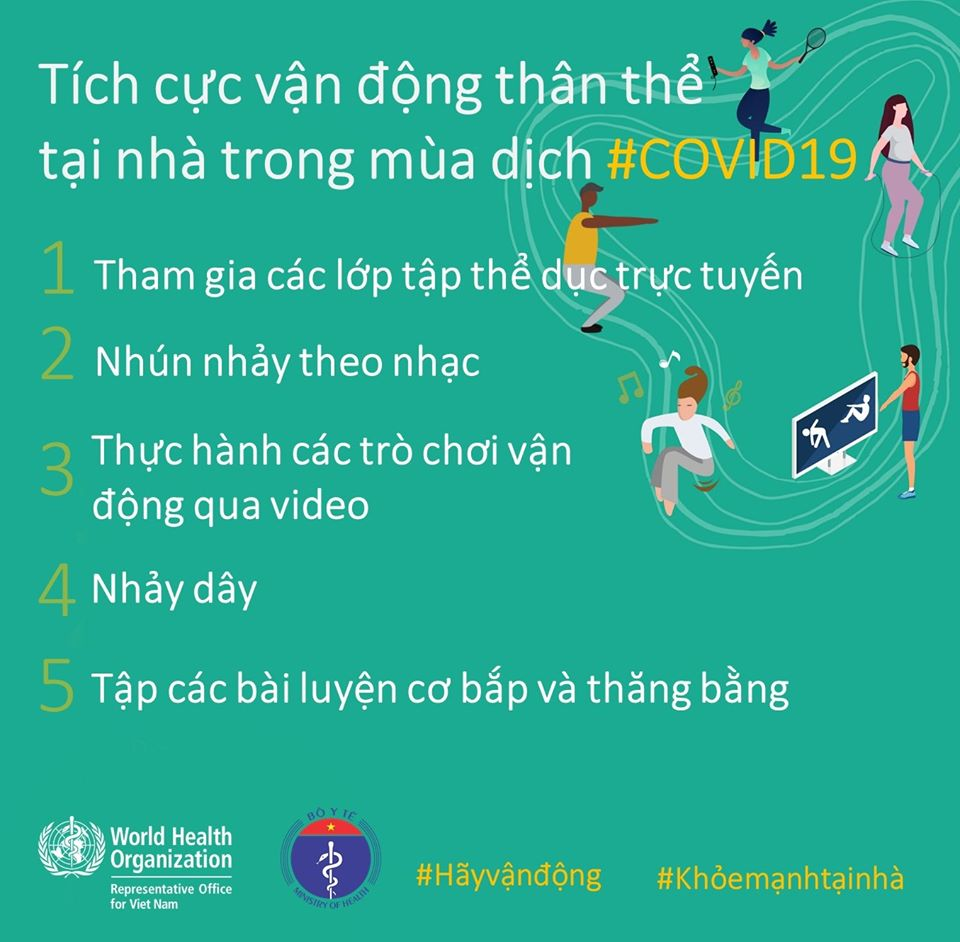 Tích cực vận động thân thể
tại nhà trong mùa dịch #COVID19
1 Tham gia các lớp tập thể dục trực tuyến
2 Nhún nhảy theo nhạc
3 Thực hành các trò chơi vận
động qua video
4 Nhảy dây
5 Tập các bài luyện cơ bắp và thăng bằng
World Health
Organization
Representative Office
for Viet Nam
BỘ Y TẾ
MINISTRY OF HEALTH
#Hãyvậnđộng
#Khỏemạnhtạinhà